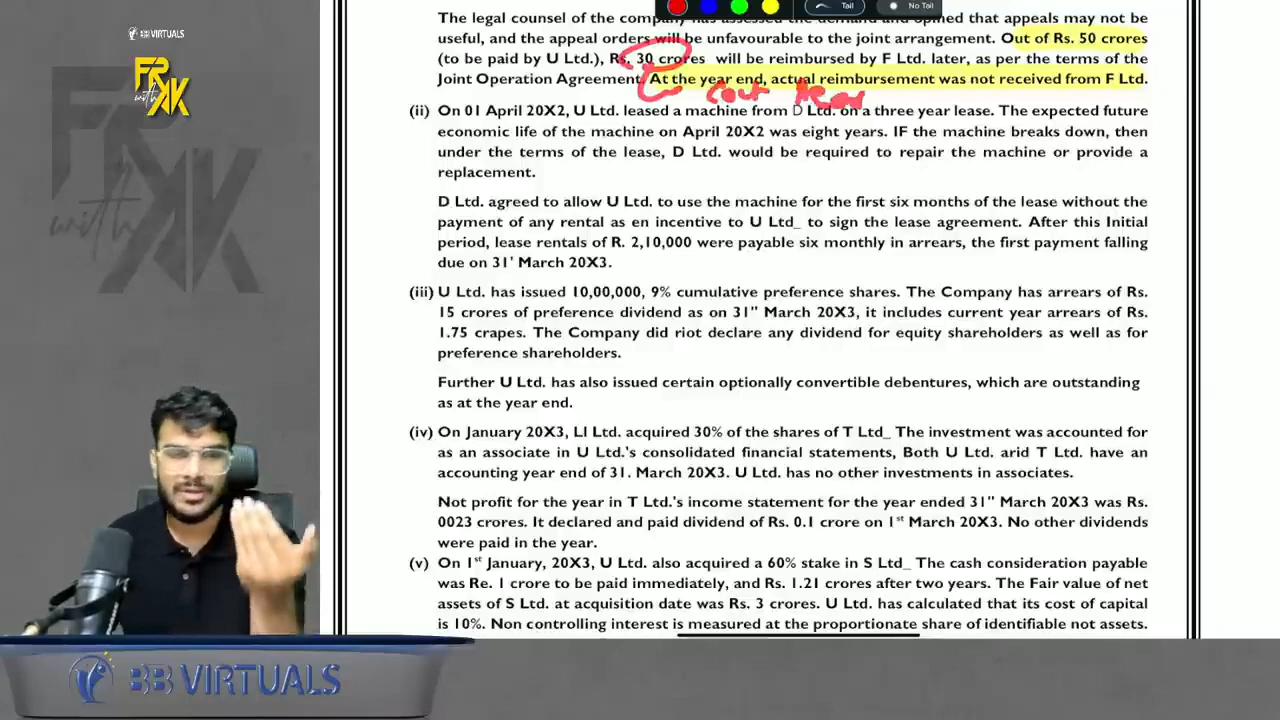 Tail
No Tail
BB VIRTUALS
FR
with
AK
The legal counsel of the company has assessed the demand and opined that appeals may not be
useful, and the appeal orders will be unfavourable to the joint arrangement. Out of Rs. 50 crores
(to be paid by U Ltd.), Rs. 30 crores will be reimbursed by F Ltd. later, as per the terms of the
Joint Operation Agreement. At the year end, actual reimbursement was not received from F Ltd.
(ii) On 01 April 20X2, U Ltd. leased a machine from D Ltd. on a three year lease. The expected future
economic life of the machine on April 20X2 was eight years. IF the machine breaks down, then
under the terms of the lease, D Ltd. would be required to repair the machine or provide a
replacement.
D Ltd. agreed to allow U Ltd. to use the machine for the first six months of the lease without the
payment of any rental as en incentive to U Ltd_ to sign the lease agreement. After this Initial
period, lease rentals of R. 2,10,000 were payable six monthly in arrears, the first payment falling
due on 31' March 20X3.
(iii) U Ltd. has issued 10,00,000, 9% cumulative preference shares. The Company has arrears of Rs.
15 crores of preference dividend as on 31" March 20X3, it includes current year arrears of Rs.
1.75 crapes. The Company did riot declare any dividend for equity shareholders as well as for
preference shareholders.
Further U Ltd. has also issued certain optionally convertible debentures, which are outstanding
as at the year end.
(iv) On January 20X3, LI Ltd. acquired 30% of the shares of T Ltd_ The investment was accounted for
as an associate in U Ltd.'s consolidated financial statements, Both U Ltd. arid T Ltd. have an
accounting year end of 31. March 20X3. U Ltd. has no other investments in associates.
Not profit for the year in T Ltd.'s income statement for the year ended 31" March 20X3 was Rs.
0023 crores. It declared and paid dividend of Rs. 0.1 crore on 1st March 20X3. No other dividends
were paid in the year.
(v) On 1st January, 20X3, U Ltd. also acquired a 60% stake in S Ltd_ The cash consideration payable
was Re. 1 crore to be paid immediately, and Rs. 1.21 crores after two years. The Fair value of net
assets of S Ltd. at acquisition date was Rs. 3 crores. U Ltd. has calculated that its cost of capital
is 10%. Non controlling interest is measured at the proportionate share of identifiable not assets.
BB VIRTUALS